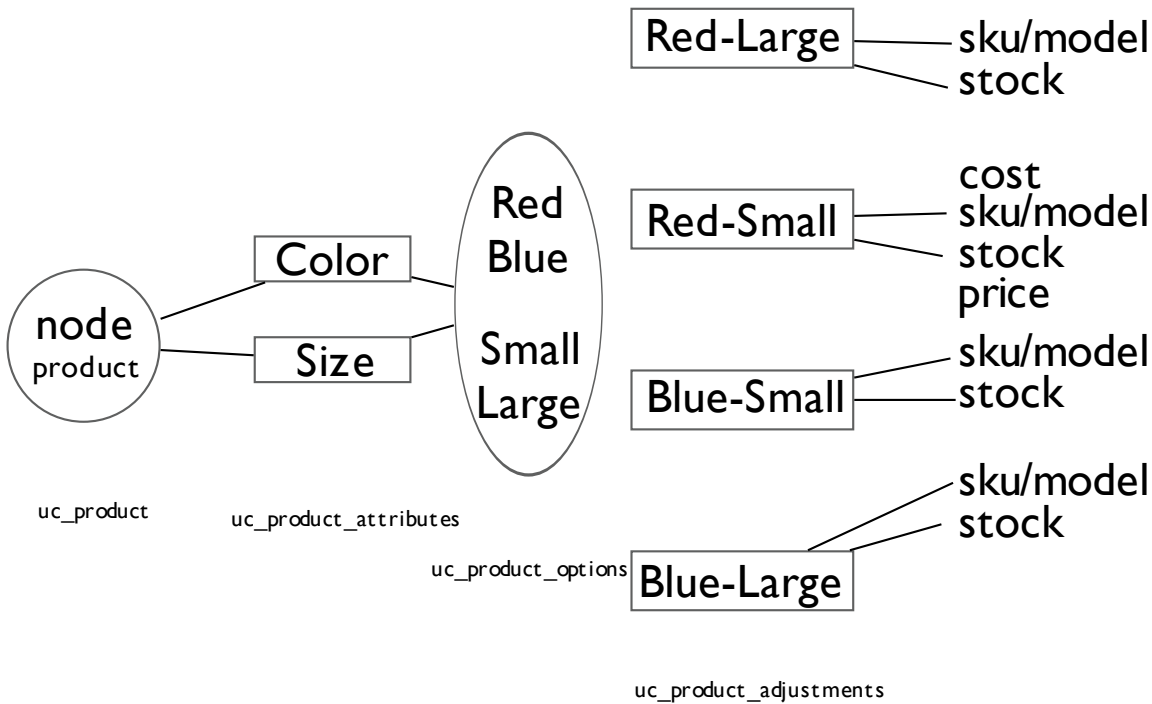 Red-Large
sku/model
stock
cost
Red-Small
sku/model
stock
price
Red
Blue
Small
Large
Color
Size
node
product
Blue-Small
sku/model
stock
sku/model
stock
Blue-Large
uc_product
uc_product_attributes
uc_product_options
uc_product_adjustments